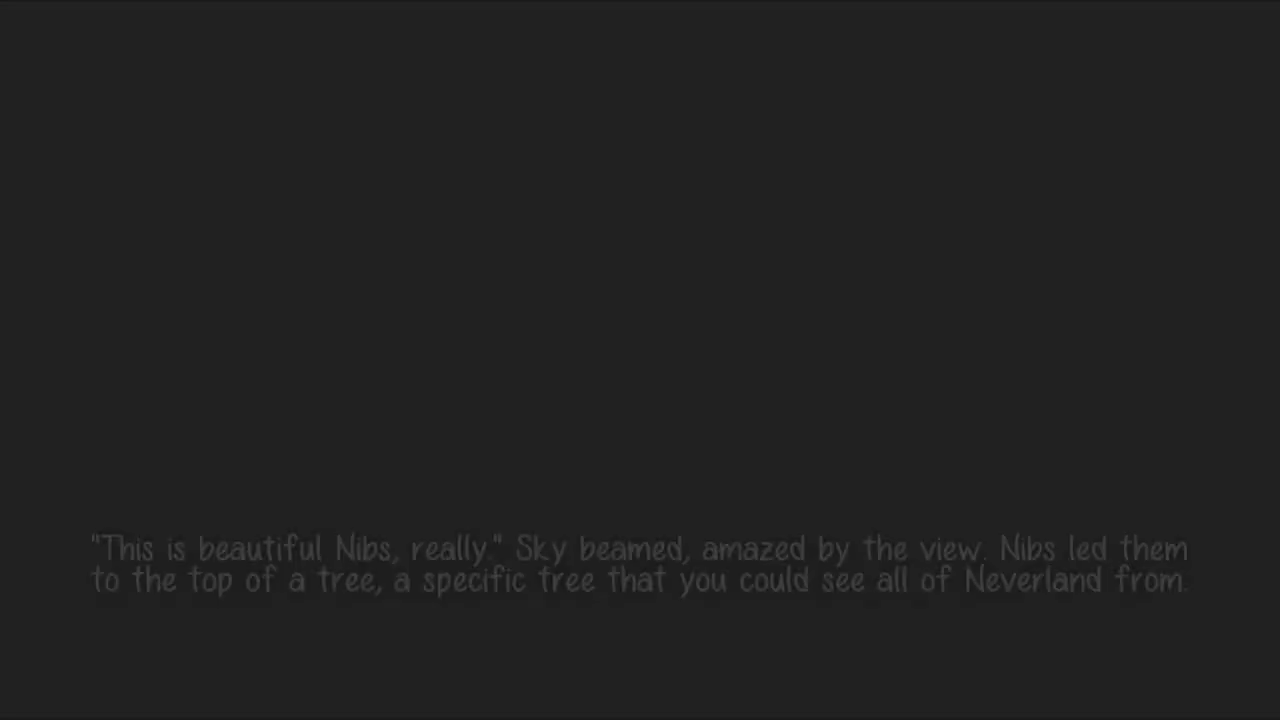 "This is beautiful Nibs, really." Sky beamed, amazed by the view. Nibs led them
to the top of a tree, a specific tree that you could see all of Neverland from.